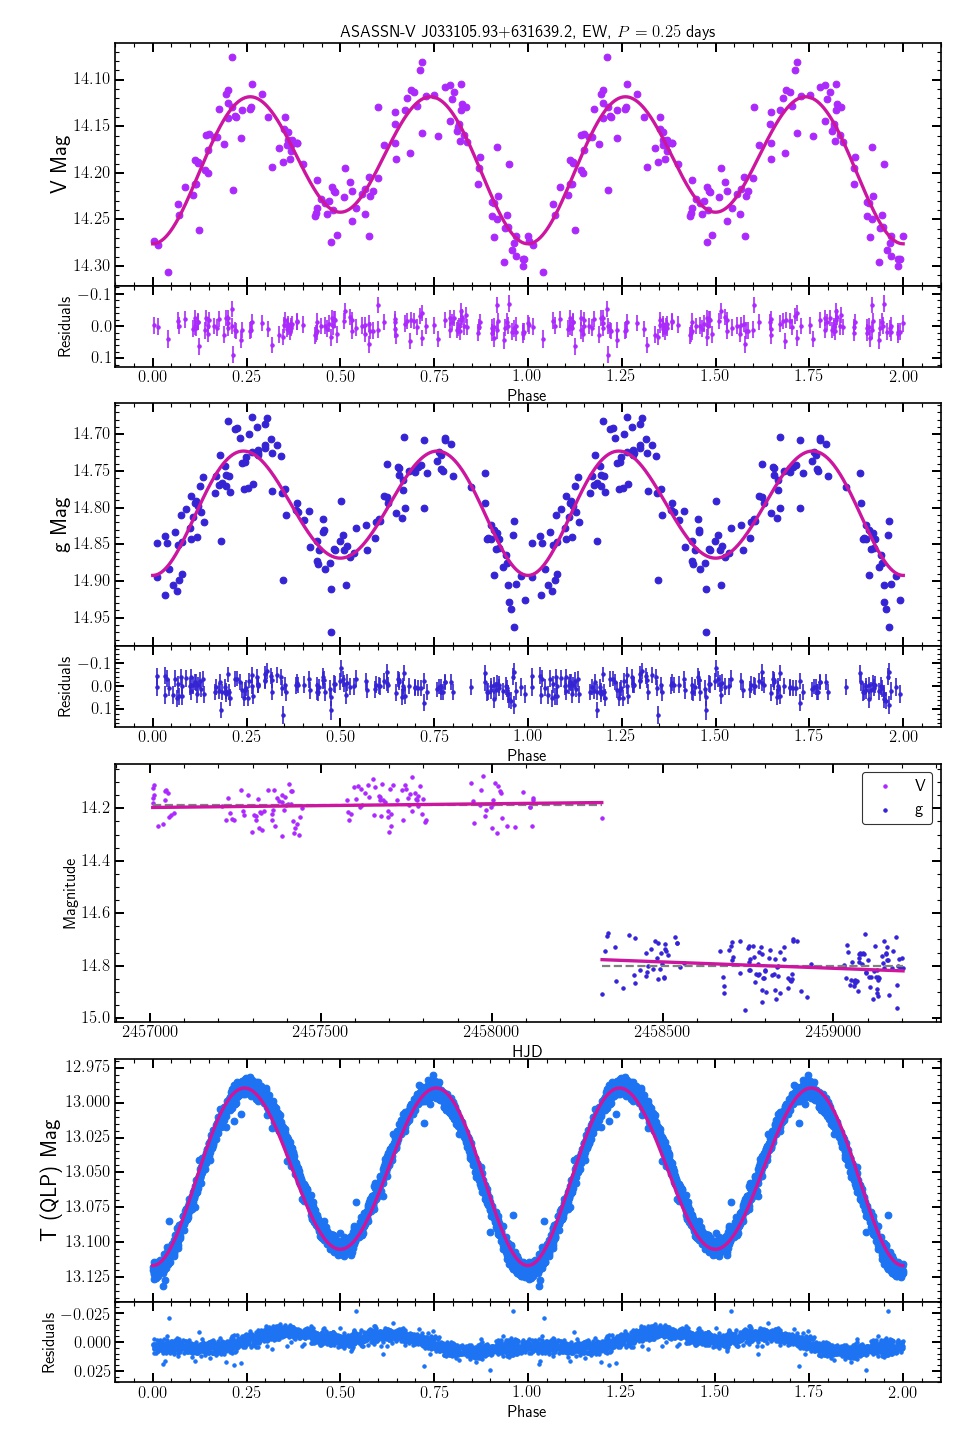 ASASSN-V J033105.93+631639.2, EW, P = 0.25 days
V Mag
14.10
14.15
14.20
14.25
14.30
Residuals
−0.1
0.0
0.1
0.00 0.25 0.50 0.75 1.00 1.25 1.50 1.75 2.00
Phase
g Mag
14.70
14.75
14.80
14.85
14.90
14.95
Residuals
−0.1
0.0
0.1
0.00 0.25 0.50 0.75 1.00 1.25 1.50 1.75 2.00
Phase
Magnitude
14.2
14.4
14.6
14.8
15.0
V
g
2457000 2457500 2458000 2458500 2459000
HJD
T (QLP) Mag
12.975
13.000
13.025
13.050
13.075
13.100
13.125
Residuals
−0.025
0.000
0.025
0.00 0.25 0.50 0.75 1.00 1.25 1.50 1.75 2.00
Phase